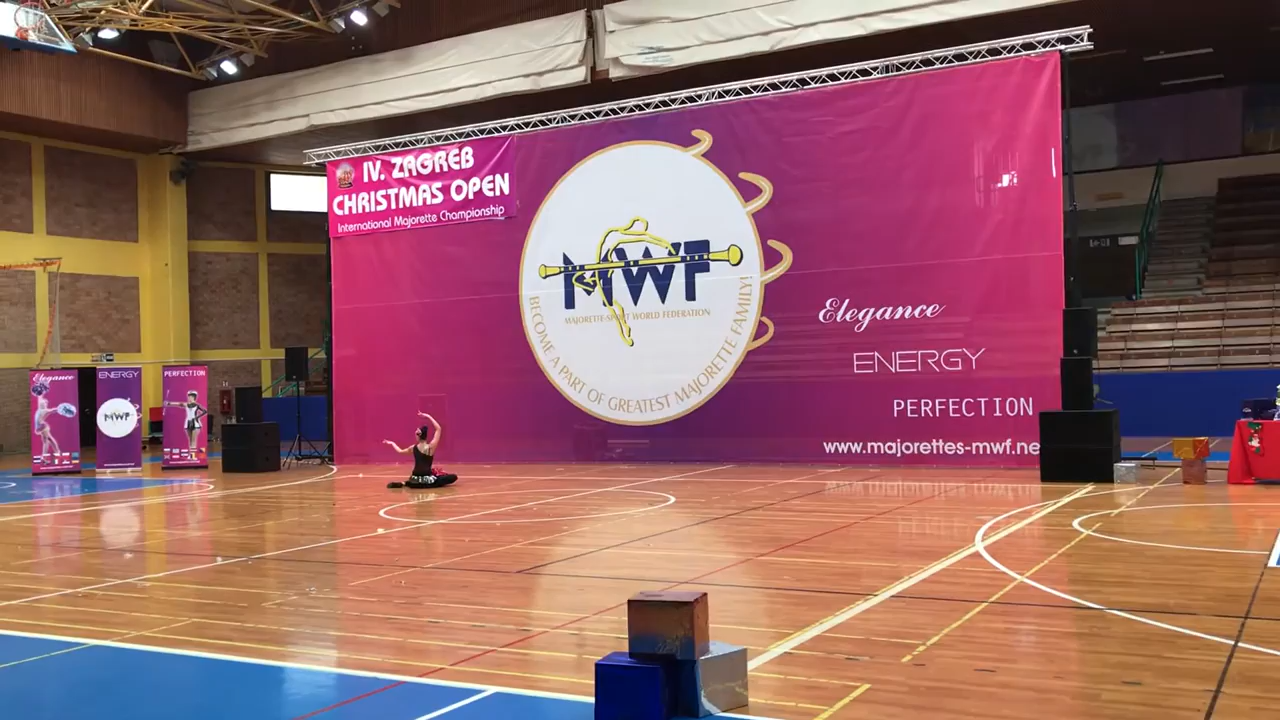 IV. ZAGREB
CHRISTMAS OPEN
International Majorette Championship
MWF
MAJORETTE-SPORT WORLD FEDERATION
BECOME A PART OF GREATEST MAJORETTE FAMILY!
Elegance
ENERGY
PERFECTION
www.majorettes-mwf.ne
Elegance
ENERGY
MWF
PERFECTION